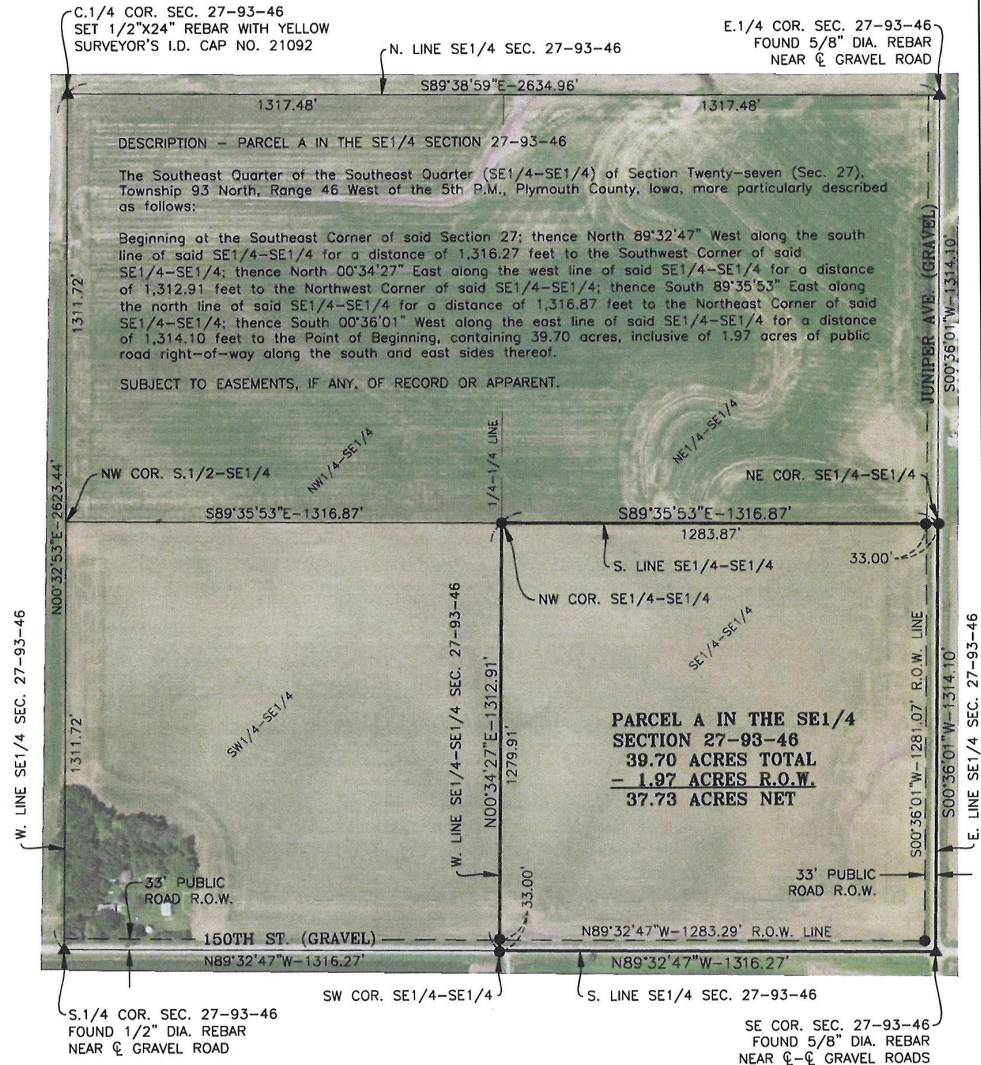 C.1/4 COR. SEC. 27-93-46
SET 1/2"X24" REBAR WITH YELLOW
SURVEYOR'S I.D. CAP NO. 21092
N. LINE SE1/4 SEC. 27-93-46
E.1/4 COR. SEC. 27-93-46
FOUND 5/8" DIA. REBAR
NEAR ℄ GRAVEL ROAD
S89°38'59"E-2634.96'
1317.48'
1317.48'
DESCRIPTION - PARCEL A IN THE SE1/4 SECTION 27-93-46
The Southeast Quarter of the Southeast Quarter (SE1/4-SE1/4) of Section Twenty-seven (Sec. 27),
Township 93 North, Range 46 West of the 5th P.M., Plymouth County, Iowa, more particularly described
as follows:
Beginning at the Southeast Corner of said Section 27; thence North 89°32'47" West along the south
line of said SE1/4-SE1/4 for a distance of 1,316.27 feet to the Southwest Corner of said
SE1/4-SE1/4; thence North 00°34'27" East along the west line of said SE1/4-SE1/4 for a distance
of 1,312.91 feet to the Northwest Corner of said SE1/4-SE1/4; thence South 89°35'53" East along
the north line of said SE1/4-SE1/4 for a distance of 1,316.87 feet to the Northeast Corner of said
SE1/4-SE1/4; thence South 00°36'01" West along the east line of said SE1/4-SE1/4 for a distance
of 1,314.10 feet to the Point of Beginning, containing 39.70 acres, inclusive of 1.97 acres of public
road right-of-way along the south and east sides thereof.
SUBJECT TO EASEMENTS, IF ANY, OF RECORD OR APPARENT.
1311.72'
JUNIPER AVE. (GRAVEL)
S00°36'01"W-1314.10'
N00°32'53"E-2623.44'
NW COR. S.1/2-SE1/4
NW1/4-SE1/4
1/4-1/4 LINE
NE1/4-SE1/4
NE COR. SE1/4-SE1/4
S89°35'53"E-1316.87'
S89°35'53"E-1316.87'
1283.87'
33.00'
S. LINE SE1/4-SE1/4
NW COR. SE1/4-SE1/4
W. LINE SE1/4 SEC. 27-93-46
1311.72'
SW1/4-SE1/4
W. LINE SE1/4-SE1/4 SEC. 27-93-46
N00°34'27"E-1312.91'
1279.91'
SE1/4-SE1/4
PARCEL A IN THE SE1/4
SECTION 27-93-46
39.70 ACRES TOTAL
- 1.97 ACRES R.O.W.
37.73 ACRES NET
S00°36'01"W-1281.07' R.O.W. LINE
S00°36'01"W-1314.10'
E. LINE SE1/4 SEC. 27-93-46
33' PUBLIC
ROAD R.O.W.
33' PUBLIC
ROAD R.O.W.
33.00'
150TH ST. (GRAVEL)
N89°32'47"W-1283.29' R.O.W. LINE
N89°32'47"W-1316.27'
N89°32'47"W-1316.27'
SW COR. SE1/4-SE1/4
S. LINE SE1/4 SEC. 27-93-46
S.1/4 COR. SEC. 27-93-46
FOUND 1/2" DIA. REBAR
NEAR ℄ GRAVEL ROAD
SE COR. SEC. 27-93-46
FOUND 5/8" DIA. REBAR
NEAR ℄-℄ GRAVEL ROADS